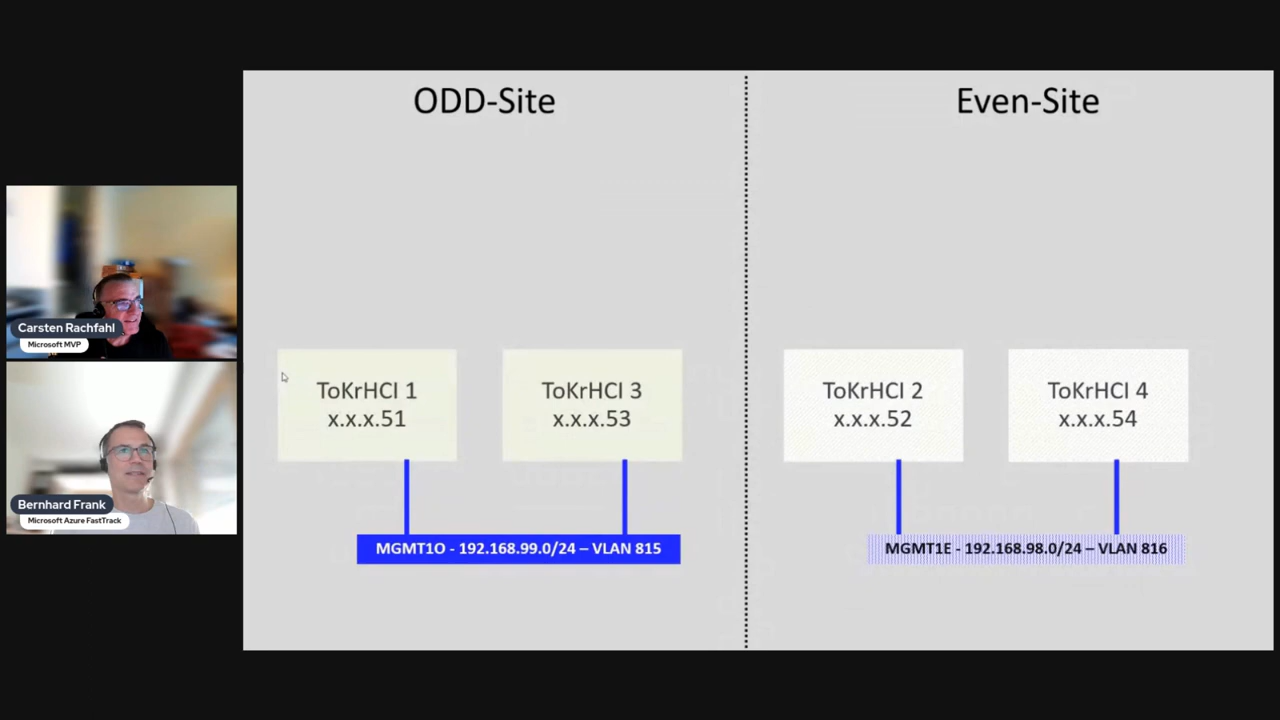 ODD-Site
Even-Site
Carsten Rachfahl
Microsoft MVP
Bernhard Frank
Microsoft Azure FastTrack
ToKrHCI 1
x.x.x.51
ToKrHCI 3
x.x.x.53
ToKrHCI 2
x.x.x.52
ToKrHCI 4
x.x.x.54
MGMT1O - 192.168.99.0/24 – VLAN 815
MGMT1E - 192.168.98.0/24 – VLAN 816